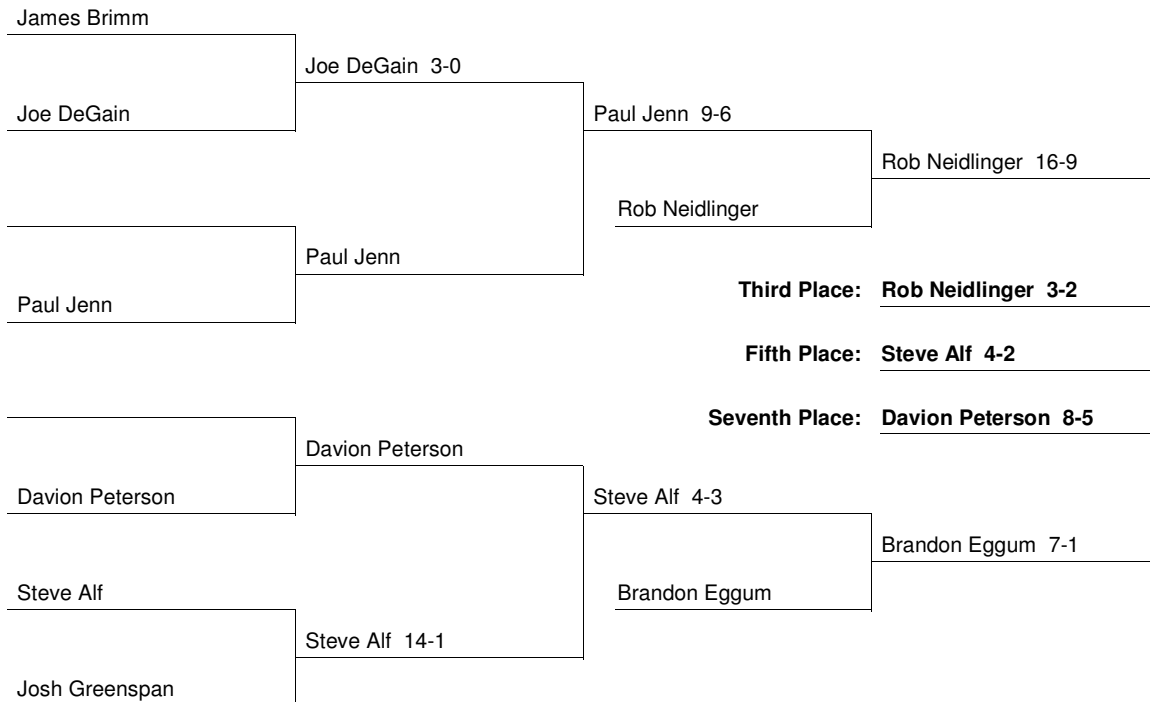 James Brimm
Joe DeGain 3-0
Joe DeGain
Paul Jenn 9-6
Rob Neidlinger 16-9
Rob Neidlinger
Paul Jenn
Third Place: Rob Neidlinger 3-2
Paul Jenn
Fifth Place: Steve Alf 4-2
Seventh Place: Davion Peterson 8-5
Davion Peterson
Davion Peterson
Steve Alf 4-3
Brandon Eggum 7-1
Steve Alf
Brandon Eggum
Steve Alf 14-1
Josh Greenspan